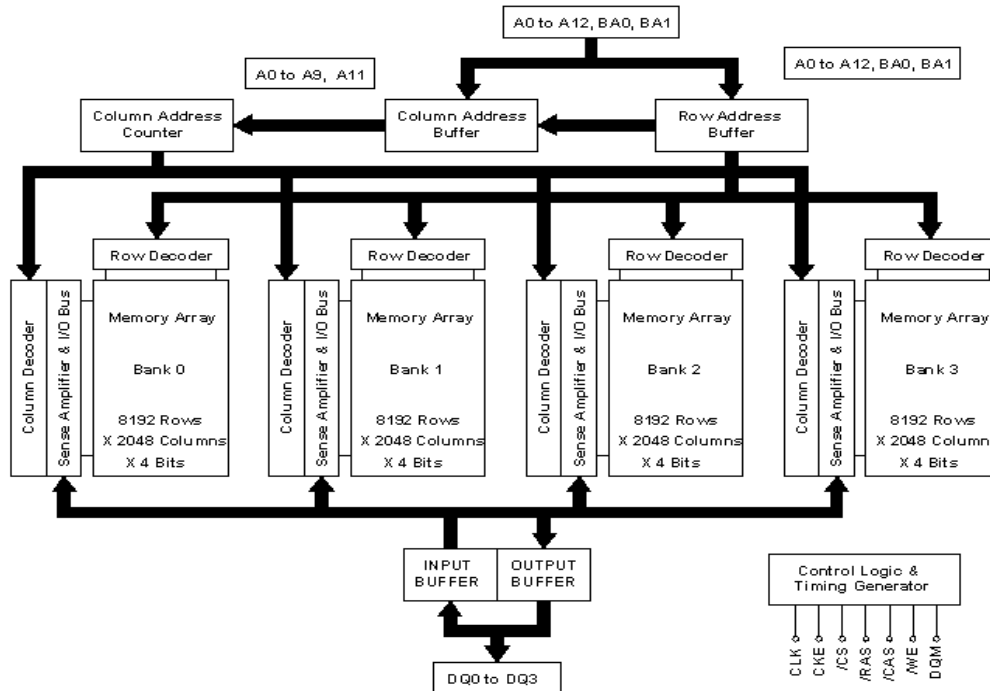 A0 to A12, BA0, BA1
A0 to A9, A11
A0 to A12, BA0, BA1
Column Address
Counter
Column Address
Buffer
Row Address
Buffer
Row Decoder
Row Decoder
Row Decoder
Row Decoder
Column Decoder
Sense Amplifier & I/O Bus
Memory Array
Bank 0
8192 Rows
X 2048 Columns
X 4 Bits
Column Decoder
Sense Amplifier & I/O Bus
Memory Array
Bank 1
8192 Rows
X 2048 Columns
X 4 Bits
Column Decoder
Sense Amplifier & I/O Bus
Memory Array
Bank 2
8192 Rows
X 2048 Columns
X 4 Bits
Column Decoder
Sense Amplifier & I/O Bus
Memory Array
Bank 3
8192 Rows
X 2048 Columns
X 4 Bits
INPUT
BUFFER
OUTPUT
BUFFER
DQ0 to DQ3
Control Logic &
Timing Generator
CLK
CKE
/CS
/RAS
/CAS
/WE
DQM